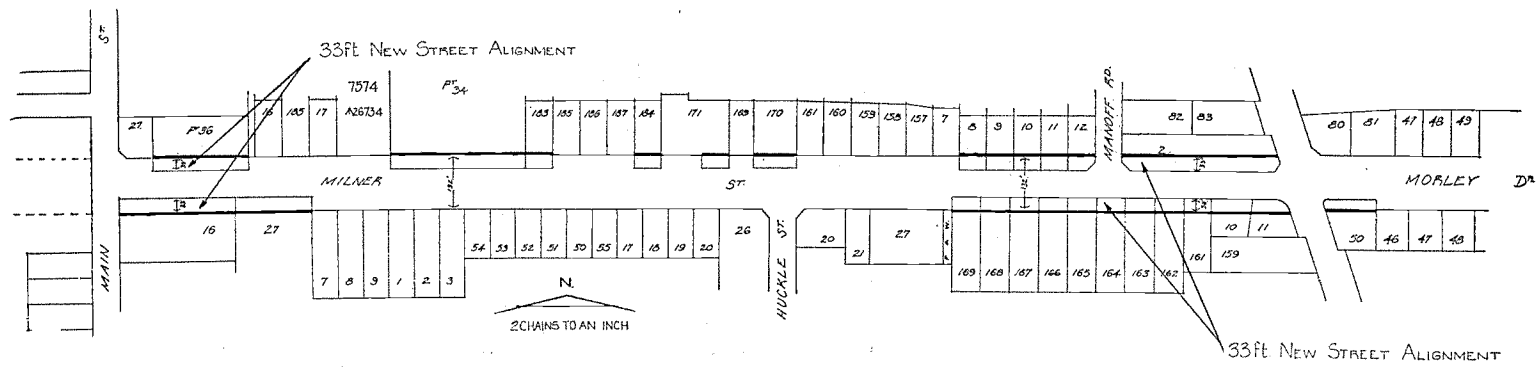 33ft New Street Alignment
ST.
MANOFF RD.
7574
A26734
Pt 34
27. Pt 36 16 185 17
183 185 186 187 184 171 169 170 161 160 159 158 157 7 8 9 10 11 12
82 83
2
80 81 47 48 49
MILNER ST.
132'
132'
MORLEY DR
16 27
7 8 9 1 2 3
54 53 52 51 50 55 17 18 19 20 26
20 21 27
R. A. W.
169 168 167 166 165 164 163 162 161 159
10 11
50 46 47 48
MAIN
HUCKLE ST.
N.
2 CHAINS TO AN INCH
33ft New Street Alignment